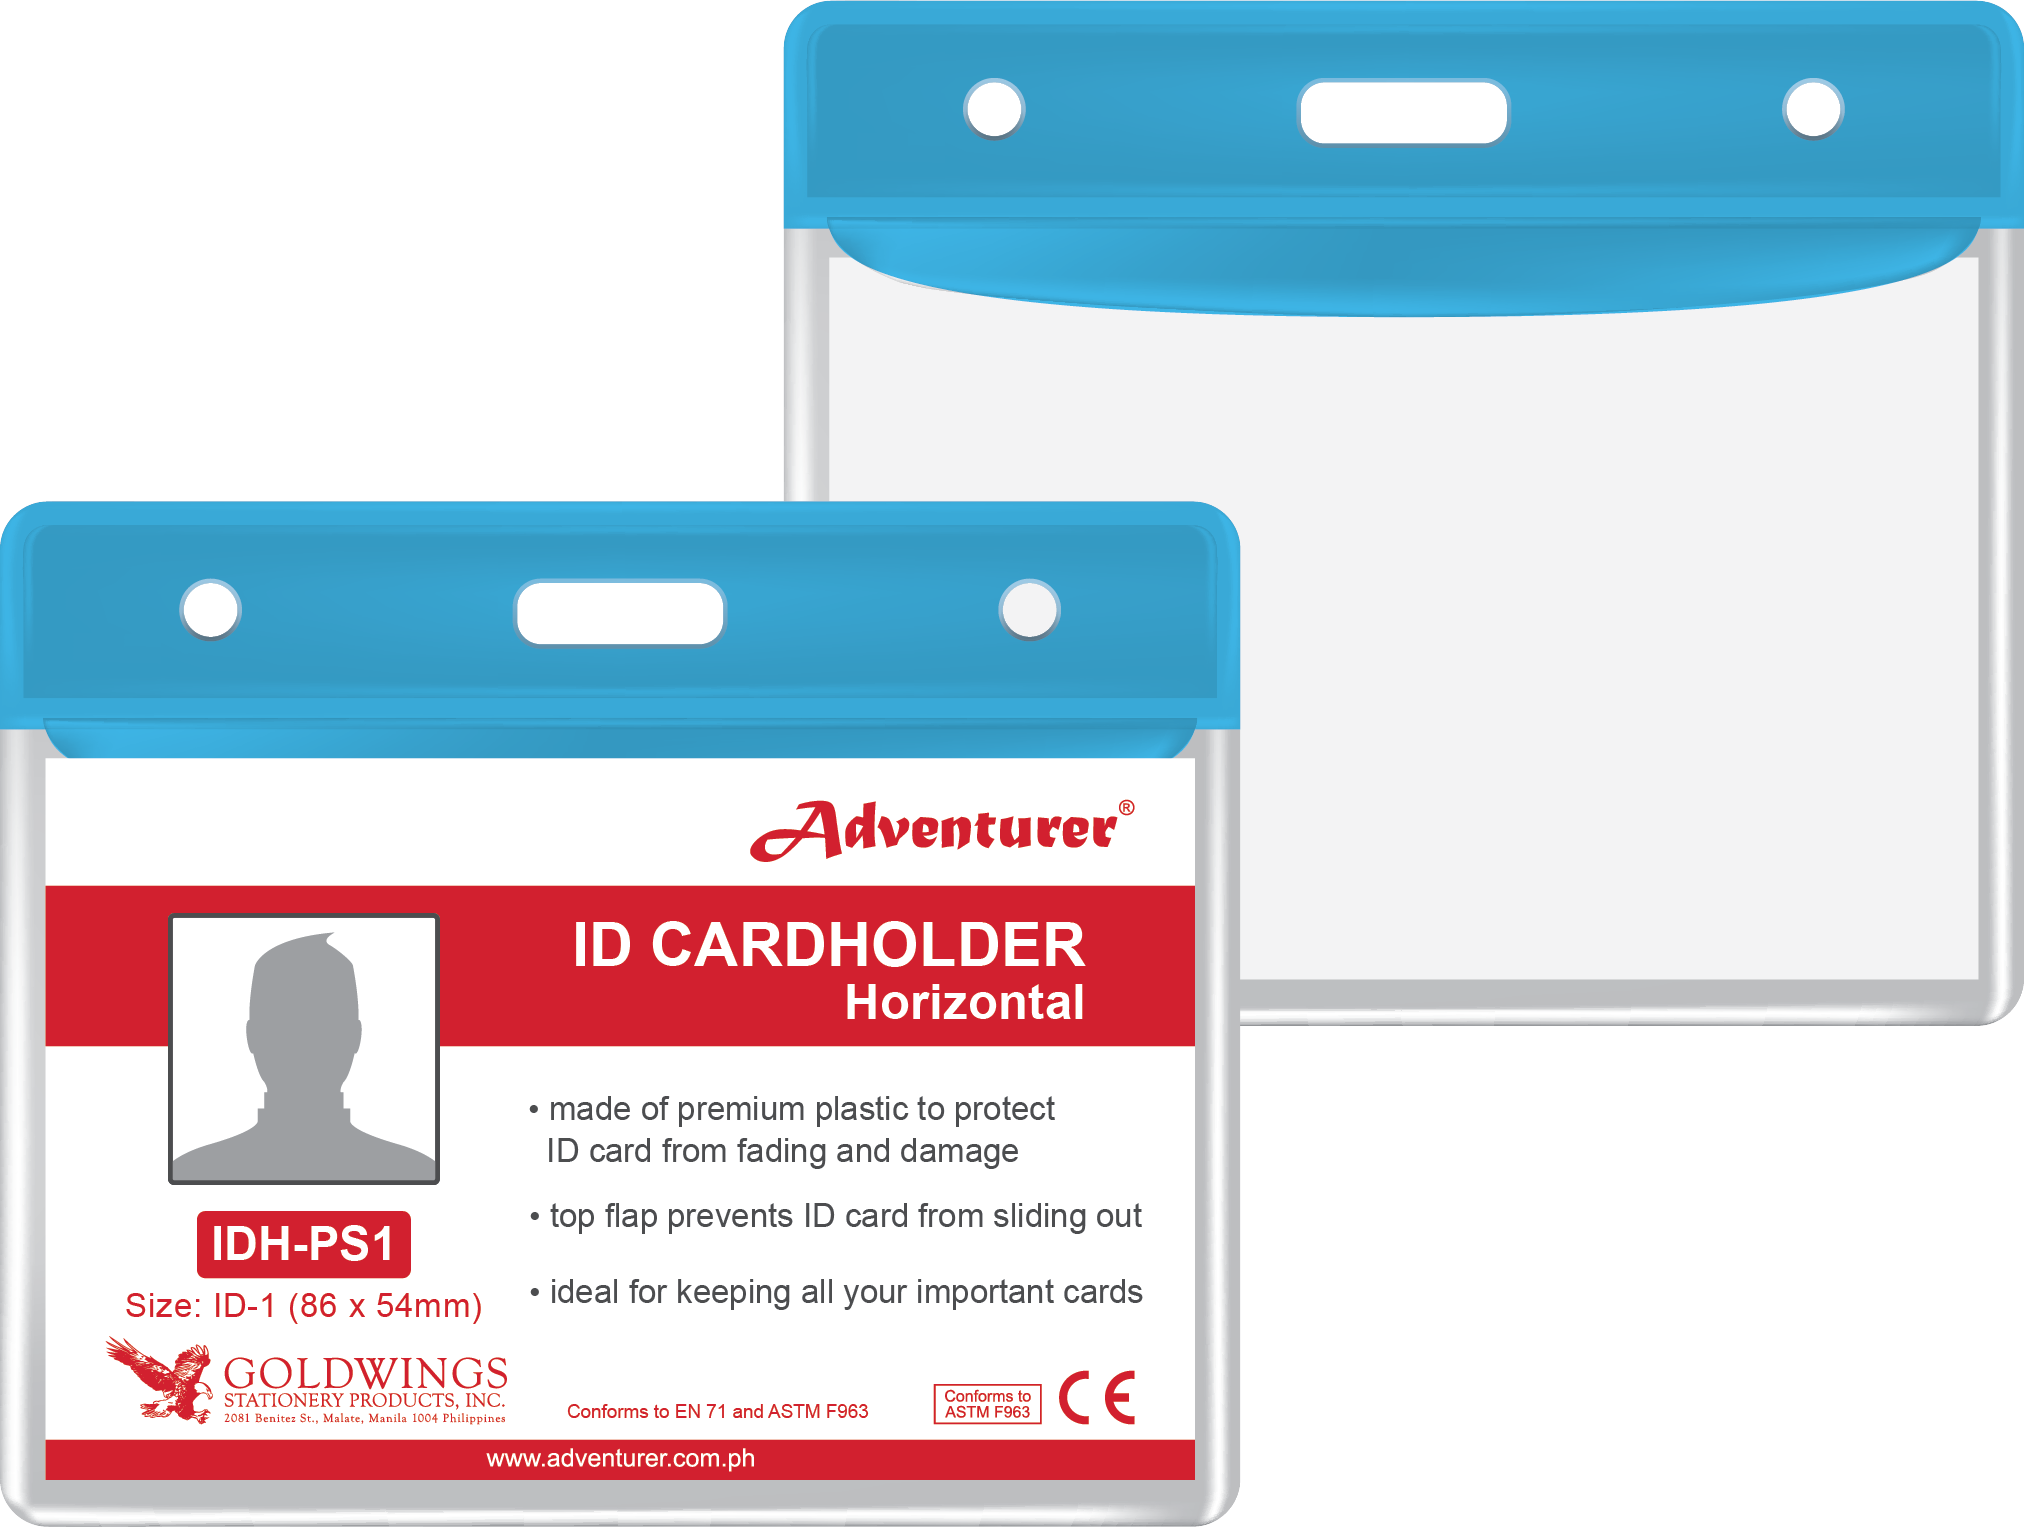 Adventurer®
ID CARDHOLDER
Horizontal
• made of premium plastic to protect
ID card from fading and damage
• top flap prevents ID card from sliding out
• ideal for keeping all your important cards
IDH-PS1
Size: ID-1 (86 x 54mm)
GOLDWINGS
STATIONERY PRODUCTS, INC.
2081 Benitez St., Malate, Manila 1004 Philippines
Conforms to EN 71 and ASTM F963
Conforms to
ASTM F963
CE
www.adventurer.com.ph